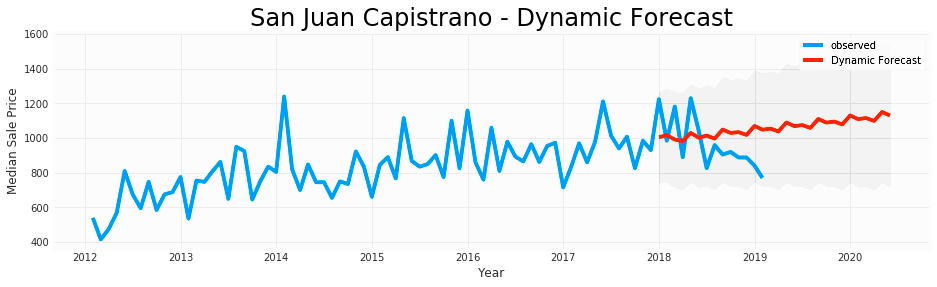 San Juan Capistrano - Dynamic Forecast
observed
Dynamic Forecast
Median Sale Price
1600
1400
1200
1000
800
600
400
2012 2013 2014 2015 2016 2017 2018 2019 2020
Year